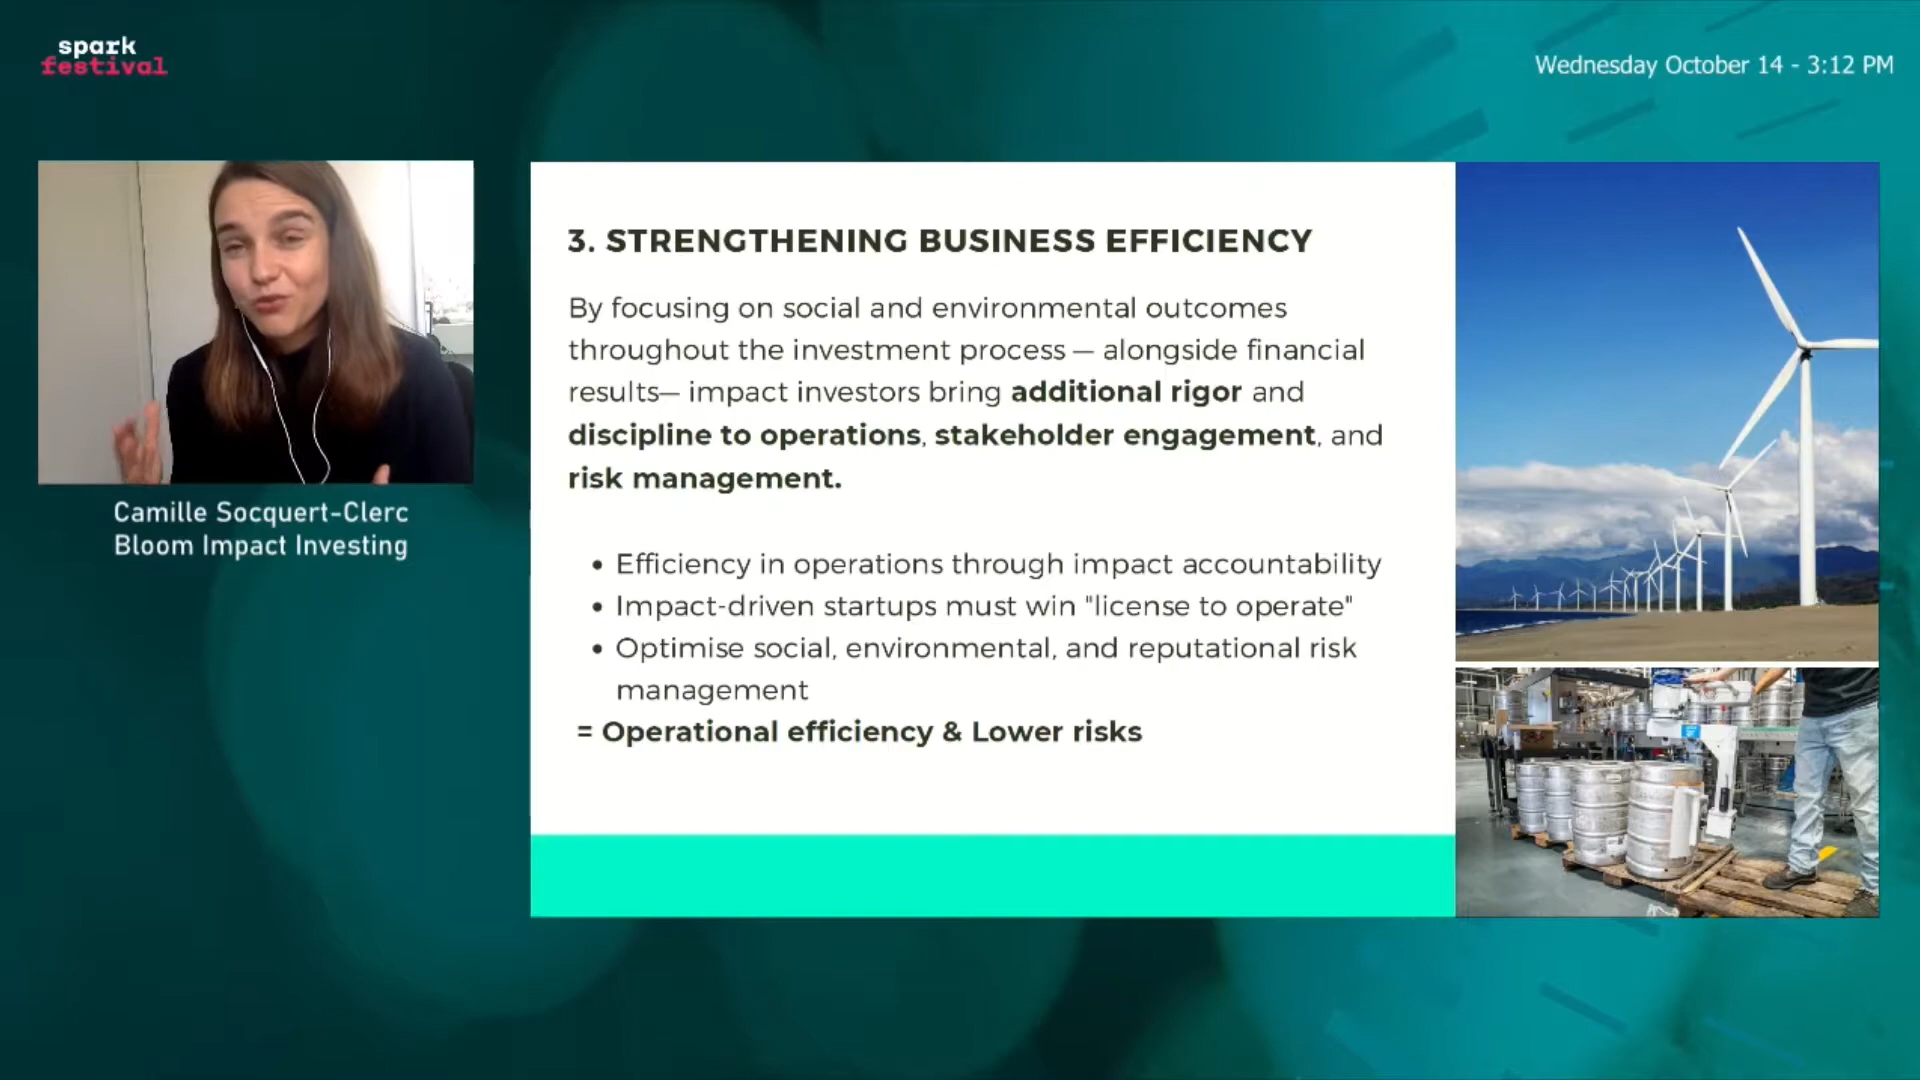 spark
festival
Wednesday October 14 - 3:12 PM
Camille Socquert-Clerc
Bloom Impact Investing
3. STRENGTHENING BUSINESS EFFICIENCY
By focusing on social and environmental outcomes
throughout the investment process — alongside financial
results— impact investors bring additional rigor and
discipline to operations, stakeholder engagement, and
risk management.
• Efficiency in operations through impact accountability
• Impact-driven startups must win "license to operate"
• Optimise social, environmental, and reputational risk
management
= Operational efficiency & Lower risks